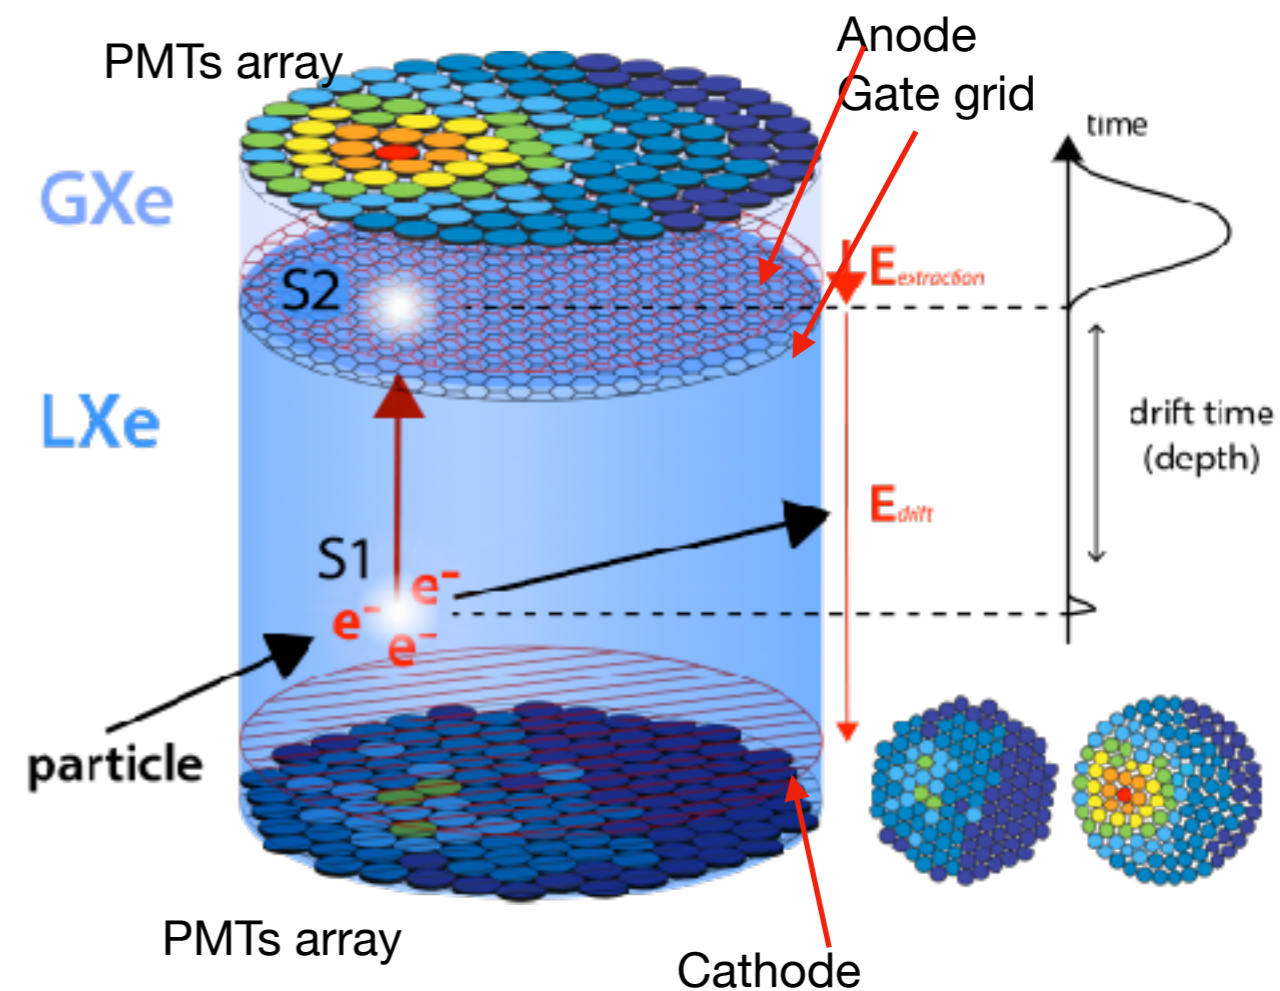 PMTs array
Anode
Gate grid
time
GXe
S2
Eextraction
LXe
drift time
(depth)
Edrift
S1
e⁻
e⁻
e⁻
particle
PMTs array
Cathode